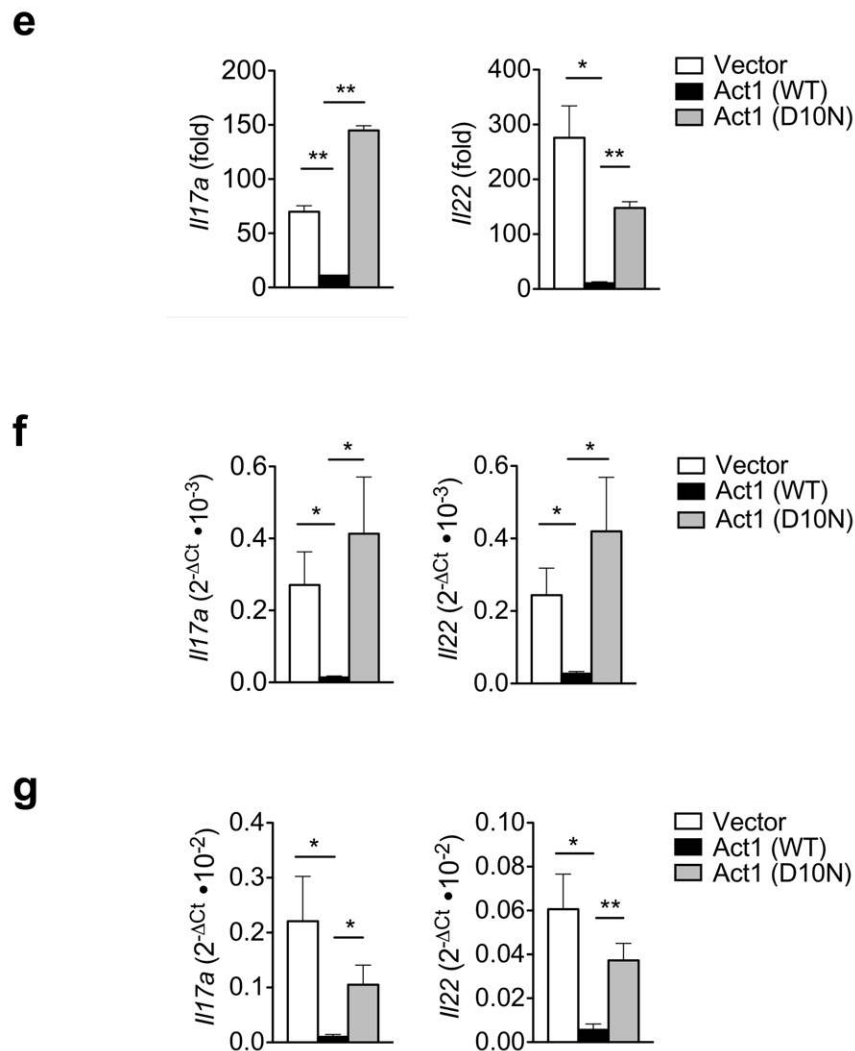 e
Il17a (fold)
200
150
100
50
0
**
**
Il22 (fold)
400
300
200
100
0
*
**
Vector
Act1 (WT)
Act1 (D10N)
f
Il17a (2^-ΔCt •10^-3)
0.6
0.4
0.2
0.0
*
*
Il22 (2^-ΔCt •10^-3)
0.6
0.4
0.2
0.0
*
*
Vector
Act1 (WT)
Act1 (D10N)
g
Il17a (2^-ΔCt •10^-2)
0.4
0.3
0.2
0.1
0.0
*
*
Il22 (2^-ΔCt •10^-2)
0.10
0.08
0.06
0.04
0.02
0.00
*
**
Vector
Act1 (WT)
Act1 (D10N)